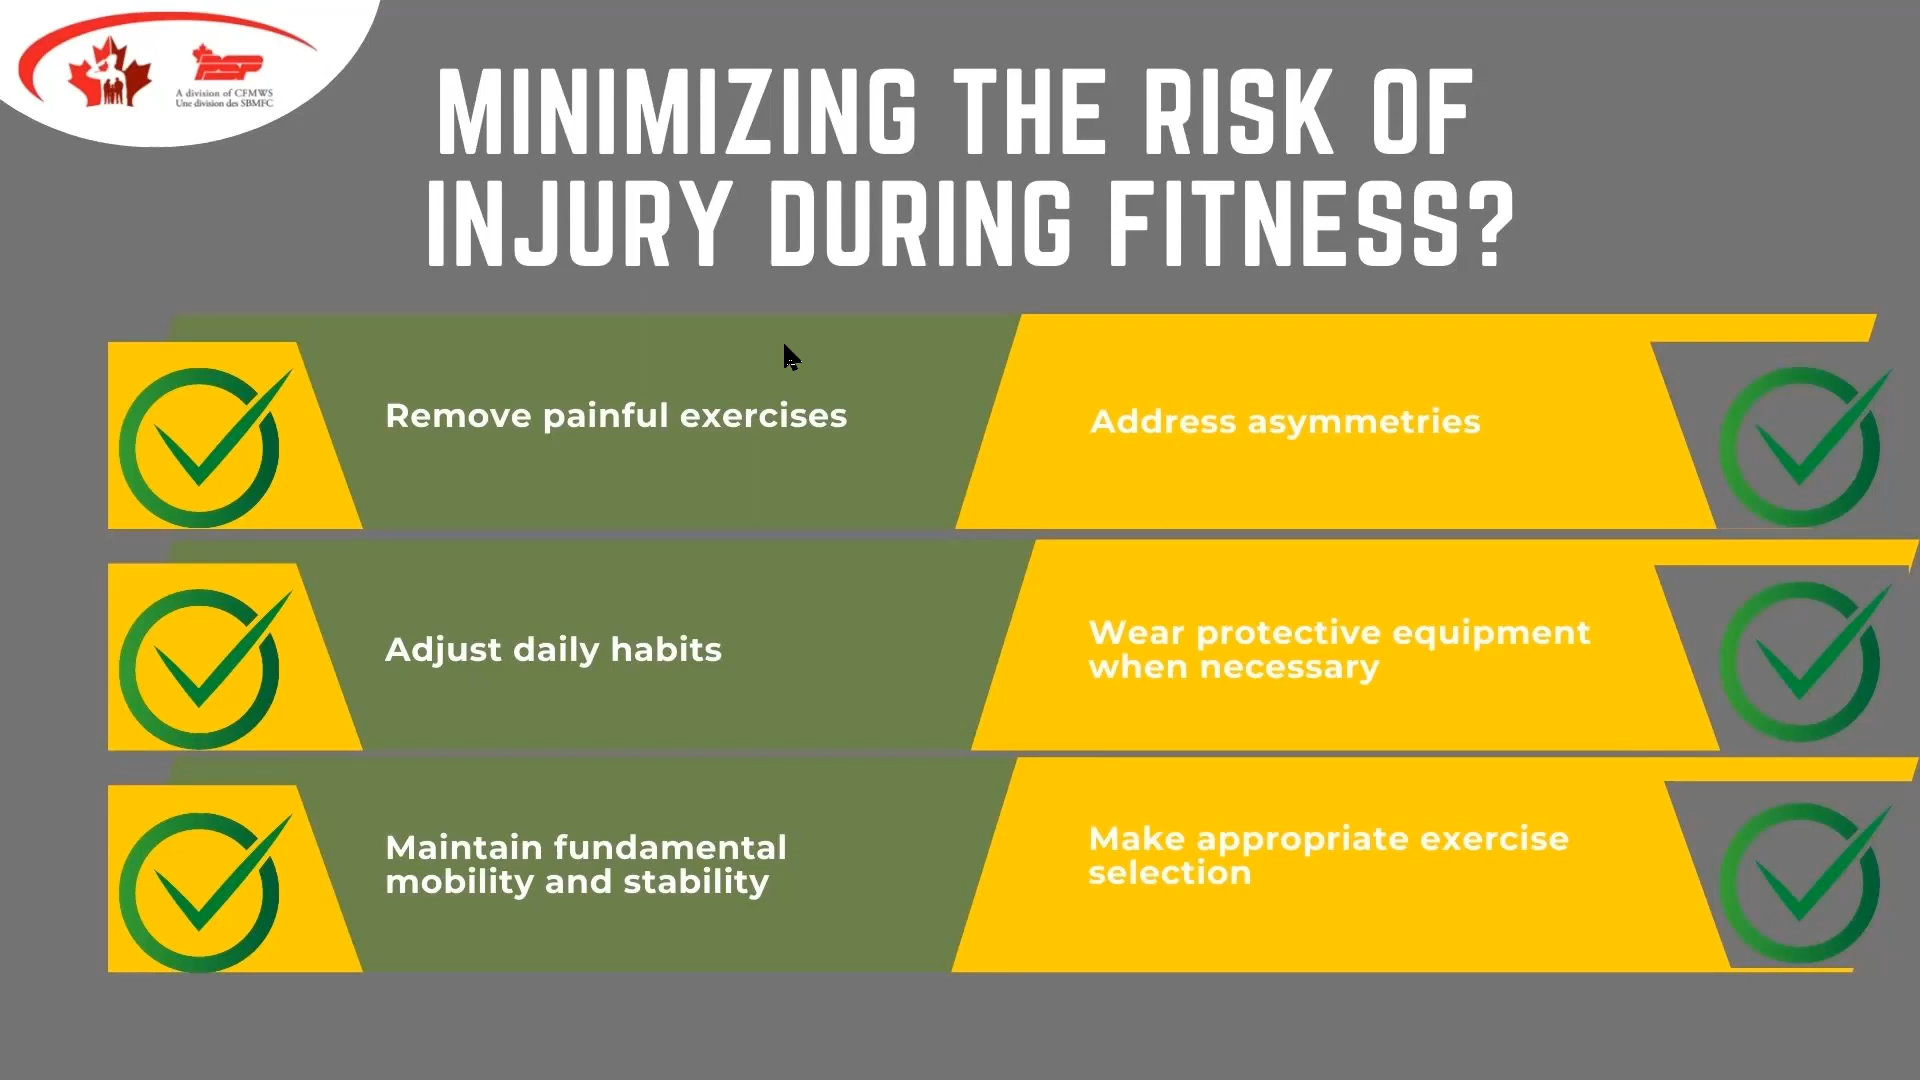 PSP
A division of CFMWS
Une division des SBMFC
MINIMIZING THE RISK OF
INJURY DURING FITNESS?
Remove painful exercises
Address asymmetries
Adjust daily habits
Wear protective equipment
when necessary
Maintain fundamental
mobility and stability
Make appropriate exercise
selection